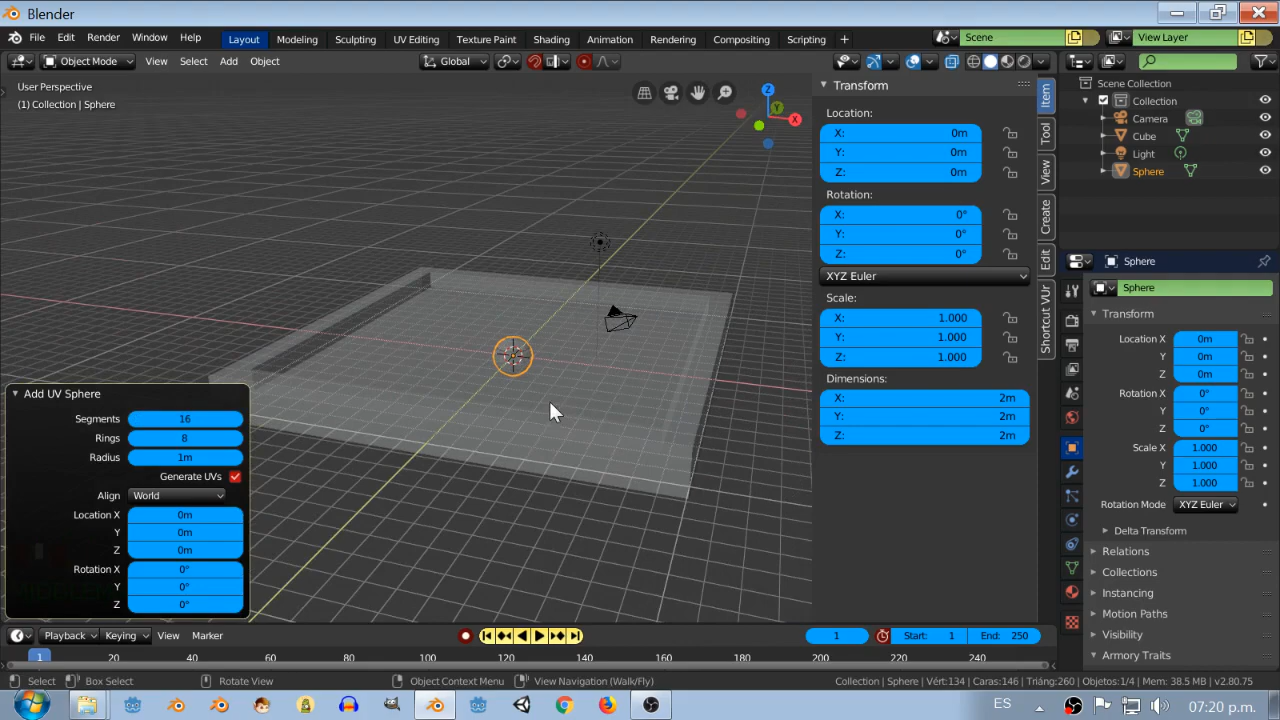 Blender
File Edit Render Window Help Layout Modeling Sculpting UV Editing Texture Paint Shading Animation Rendering Compositing Scripting + Scene View Layer
Object Mode View Select Add Object Global
User Perspective
(1) Collection | Sphere
Z
Y
X
Transform
Location:
X: 0m
Y: 0m
Z: 0m
Rotation:
X: 0°
Y: 0°
Z: 0°
XYZ Euler
Scale:
X: 1.000
Y: 1.000
Z: 1.000
Dimensions:
X: 2m
Y: 2m
Z: 2m
Item
Tool
View
Create
Edit
Shortcut VUr
Scene Collection
Collection
Camera
Cube
Light
Sphere
Sphere
Sphere
Transform
Location X 0m
Y 0m
Z 0m
Rotation X 0°
Y 0°
Z 0°
Scale X 1.000
Y 1.000
Z 1.000
Rotation Mode XYZ Euler
Delta Transform
Relations
Collections
Instancing
Motion Paths
Visibility
Armory Traits
Add UV Sphere
Segments 16
Rings 8
Radius 1m
Generate UVs
Align World
Location X 0m
Y 0m
Z 0m
Rotation X 0°
Y 0°
Z 0°
Playback Keying View Marker 1 Start: 1 End: 250
1 20 40 60 80 100 120 140 160 180 200 220 240
Select Box Select Rotate View Object Context Menu View Navigation (Walk/Fly) Collection | Sphere | Vért:134 | Caras:146 | Triáng:260 | Objetos:1/4 | Mem: 38.5 MB | v2.80.75
ES 07:20 p.m.